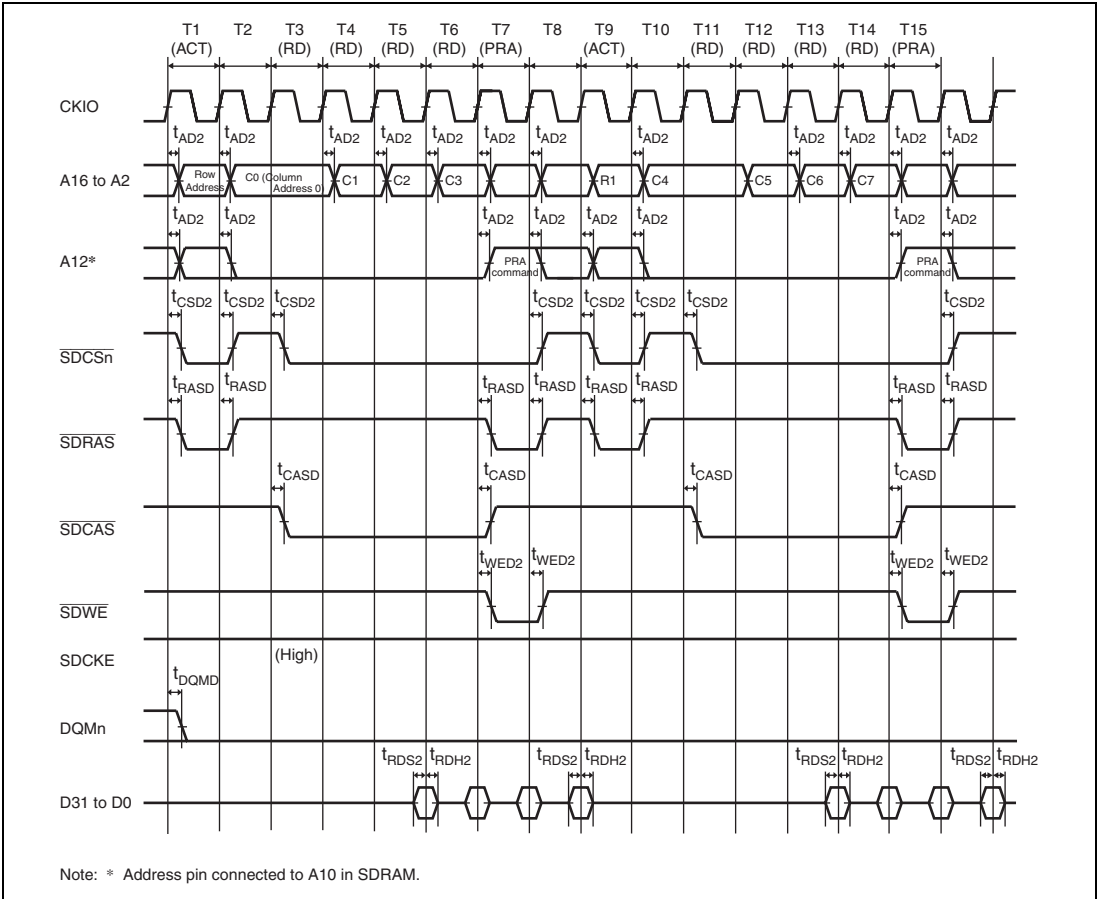 T1 T2 T3 T4 T5 T6 T7 T8 T9 T10 T11 T12 T13 T14 T15
(ACT) (RD) (RD) (RD) (RD) (PRA) (ACT) (RD) (RD) (RD) (RD) (PRA)
CKIO
tAD2 tAD2 tAD2 tAD2 tAD2 tAD2 tAD2 tAD2 tAD2 tAD2 tAD2 tAD2
A16 to A2
Row Address
C0 (Column Address 0)
C1 C2 C3 R1 C4 C5 C6 C7
tAD2 tAD2 tAD2 tAD2 tAD2 tAD2 tAD2 tAD2
A12*
PRA command
PRA command
tCSD2 tCSD2 tCSD2 tCSD2 tCSD2 tCSD2 tCSD2 tCSD2
SDCSn
tRASD tRASD tRASD tRASD tRASD tRASD tRASD tRASD
SDRAS
tCASD tCASD tCASD tCASD
SDCAS
tWED2 tWED2 tWED2 tWED2
SDWE
SDCKE
(High)
tDQMD
DQMn
tRDS2 tRDH2 tRDS2 tRDH2 tRDS2 tRDH2 tRDS2 tRDH2
D31 to D0
Note: * Address pin connected to A10 in SDRAM.